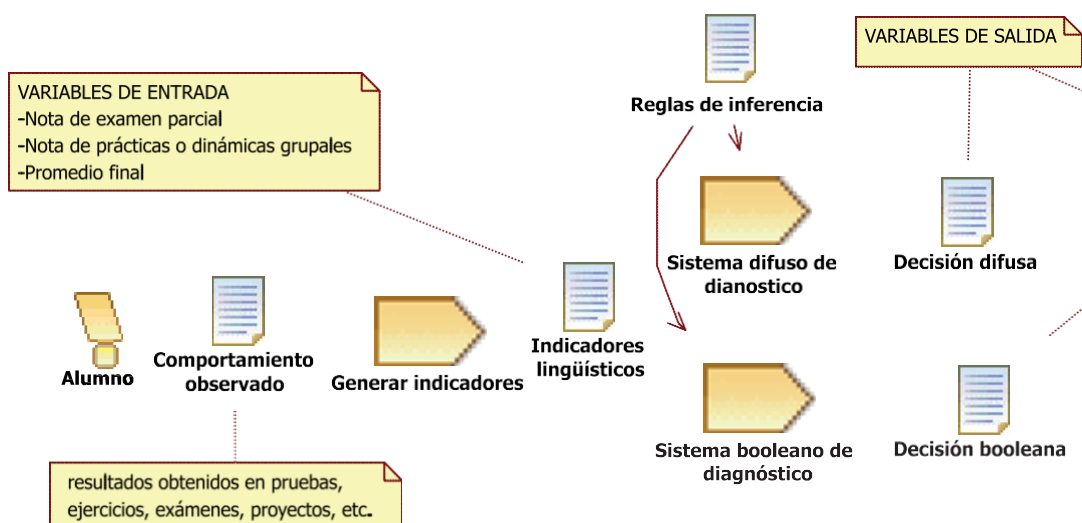 VARIABLES DE ENTRADA
-Nota de examen parcial
-Nota de prácticas o dinámicas grupales
-Promedio final
Reglas de inferencia
VARIABLES DE SALIDA
Sistema difuso de
dianostico
Decisión difusa
Alumno
Comportamiento
observado
Generar indicadores
Indicadores
lingüísticos
Sistema booleano de
diagnóstico
Decisión booleana
resultados obtenidos en pruebas,
ejercicios, exámenes, proyectos, etc.